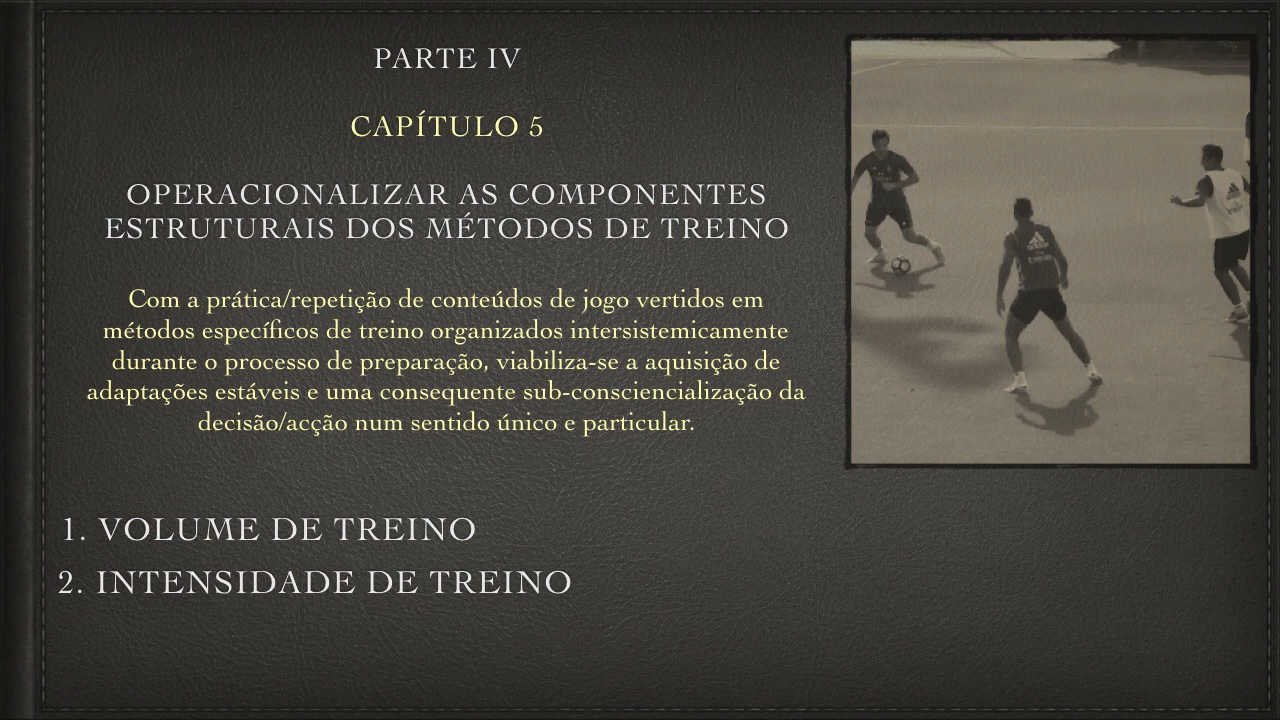 PARTE IV
CAPÍTULO 5
OPERACIONALIZAR AS COMPONENTES
ESTRUTURAIS DOS MÉTODOS DE TREINO
Com a prática/repetição de conteúdos de jogo vertidos em
métodos específicos de treino organizados intersistemicamente
durante o processo de preparação, viabiliza-se a aquisição de
adaptações estáveis e uma consequente sub-consciencialização da
decisão/acção num sentido único e particular.
1. VOLUME DE TREINO
2. INTENSIDADE DE TREINO